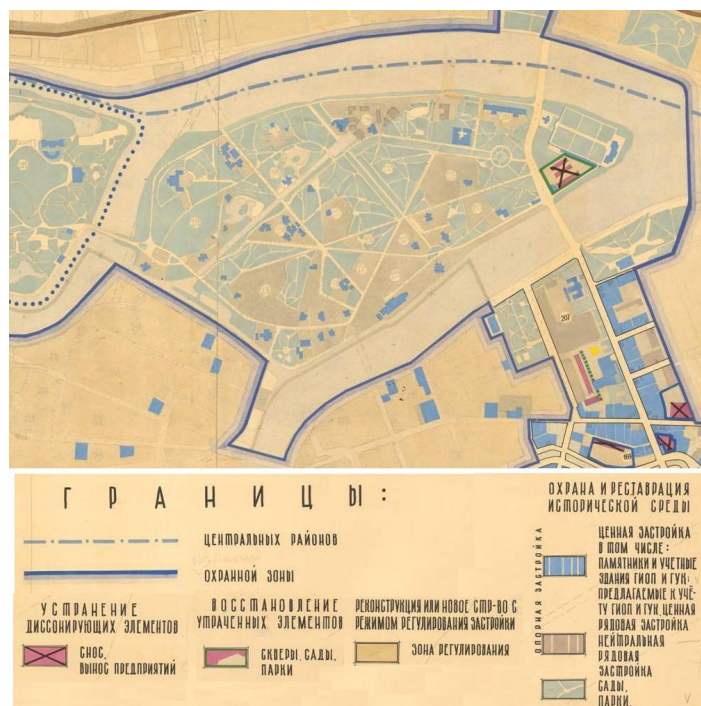 207
ГРАНИЦЫ:
ЦЕНТРАЛЬНЫХ РАЙОНОВ
ОХРАННОЙ ЗОНЫ
УСТРАНЕНИЕ
ДИССОНИРУЮЩИХ ЭЛЕМЕНТОВ
СНОС,
ВЫНОС ПРЕДПРИЯТИЙ
ВОССТАНОВЛЕНИЕ
УТРАЧЕННЫХ ЭЛЕМЕНТОВ
СКВЕРЫ, САДЫ,
ПАРКИ
РЕКОНСТРУКЦИЯ ИЛИ НОВОЕ СТР-ВО С
РЕЖИМОМ РЕГУЛИРОВАНИЯ ЗАСТРОЙКИ
ЗОНА РЕГУЛИРОВАНИЯ
ОХРАНА И РЕСТАВРАЦИЯ
ИСТОРИЧЕСКОЙ СРЕДЫ
ОПОРНАЯ ЗАСТРОЙКА
ЦЕННАЯ ЗАСТРОЙКА
В ТОМ ЧИСЛЕ:
ПАМЯТНИКИ И УЧЕТНЫЕ
ЗДАНИЯ ГИОП И ГУК.
ПРЕДЛАГАЕМЫЕ К УЧЁ-
ТУ ГИОП И ГУК, ЦЕННАЯ
РЯДОВАЯ ЗАСТРОЙКА
НЕЙТРАЛЬНАЯ
РЯДОВАЯ
ЗАСТРОЙКА
САДЫ,
ПАРКИ,